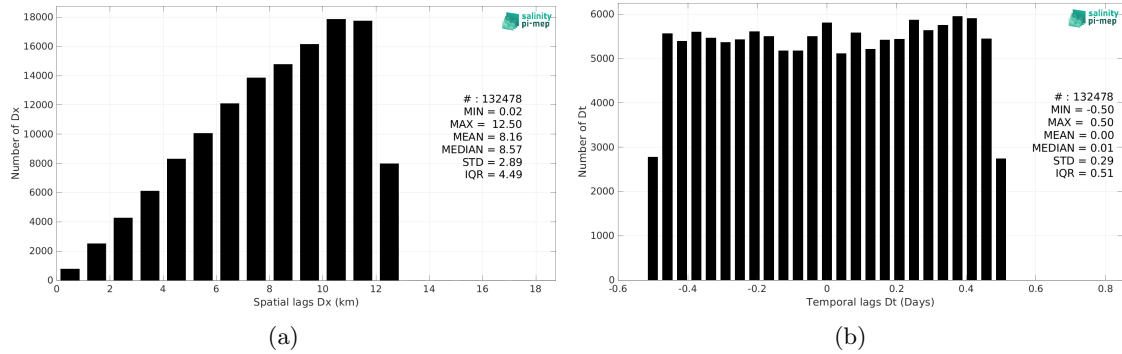 18000
16000
14000
12000
10000
8000
6000
4000
2000
0
0 2 4 6 8 10 12 14 16 18
Number of Dx
Spatial lags Dx (km)
salinity
pi-mep
# : 132478
MIN = 0.02
MAX = 12.50
MEAN = 8.16
MEDIAN = 8.57
STD = 2.89
IQR = 4.49
(a)
6000
5000
4000
3000
2000
1000
0
-0.6 -0.4 -0.2 0 0.2 0.4 0.6 0.8
Number of Dt
Temporal lags Dt (Days)
salinity
pi-mep
# : 132478
MIN = -0.50
MAX = 0.50
MEAN = 0.00
MEDIAN = 0.01
STD = 0.29
IQR = 0.51
(b)